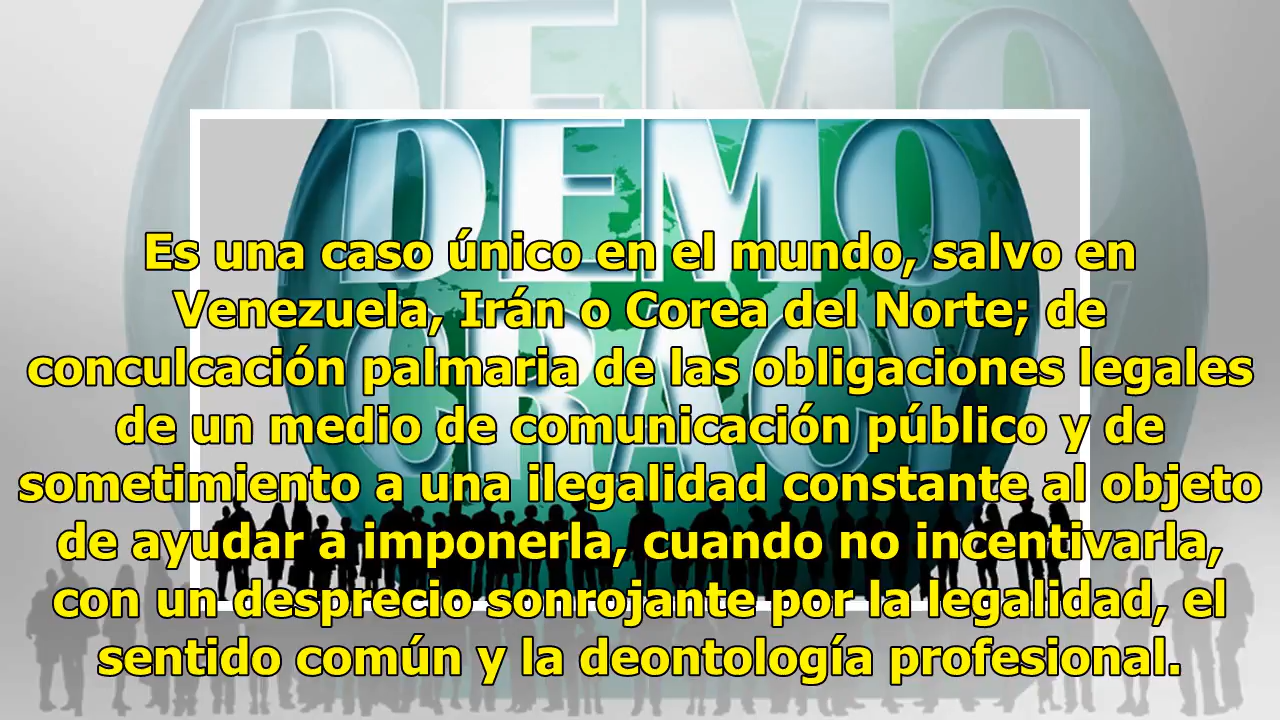 DEMO
CRACY
Es una caso único en el mundo, salvo en
Venezuela, Irán o Corea del Norte; de
conculcación palmaria de las obligaciones legales
de un medio de comunicación público y de
sometimiento a una ilegalidad constante al objeto
de ayudar a imponerla, cuando no incentivarla,
con un desprecio sonrojante por la legalidad, el
sentido común y la deontología profesional.